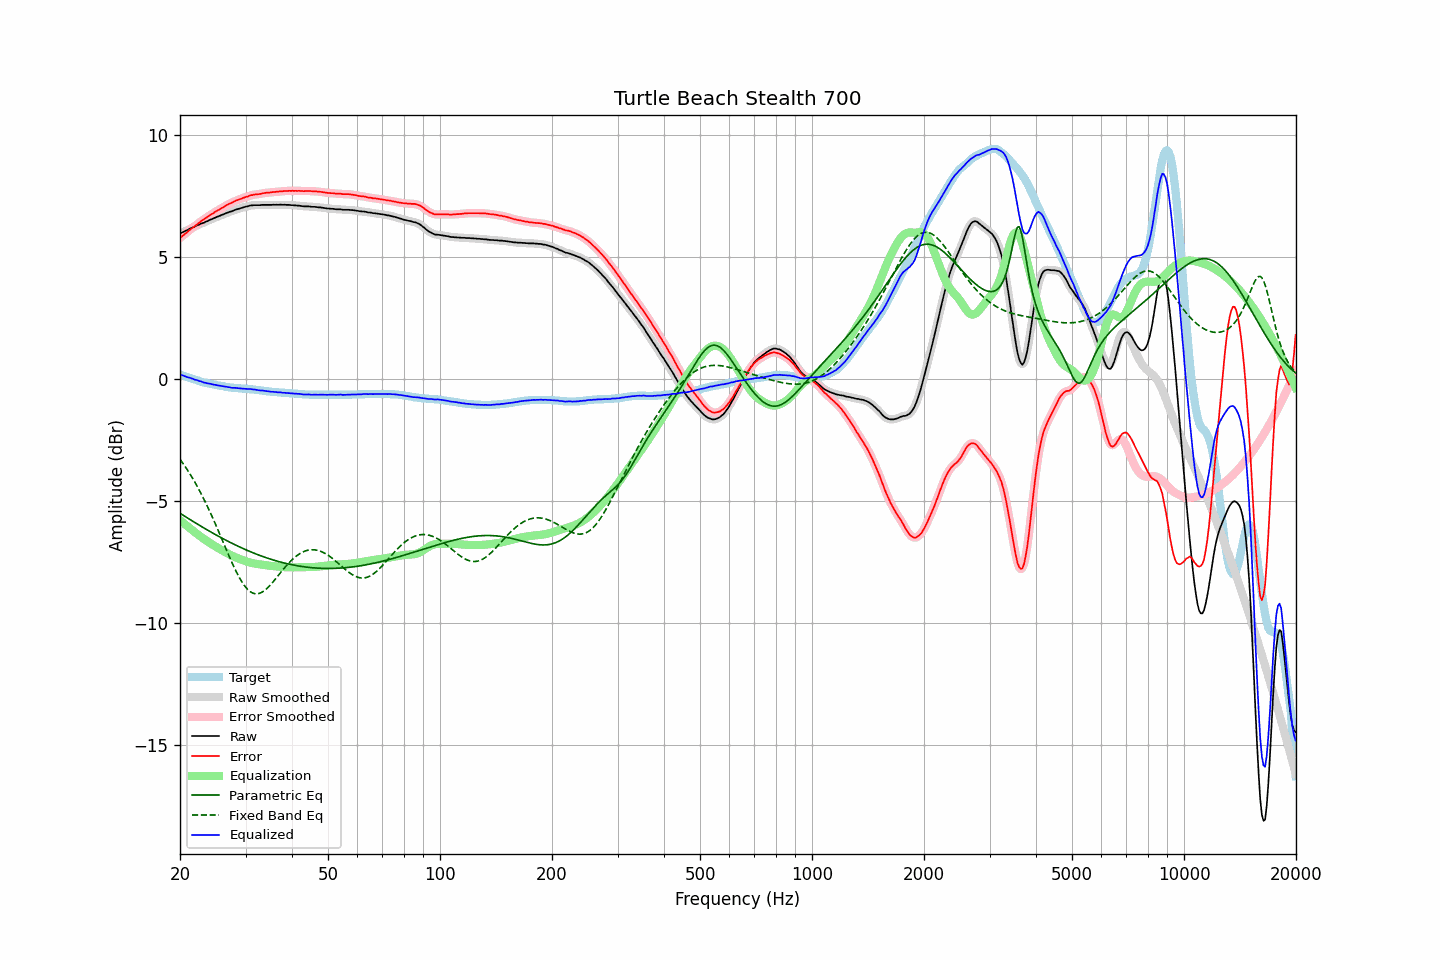 Turtle Beach Stealth 700
10
5
0
−5
−10
−15
Amplitude (dBr)
Target
Raw Smoothed
Error Smoothed
Raw
Error
Equalization
Parametric Eq
Fixed Band Eq
Equalized
20 50 100 200 500 1000 2000 5000 10000 20000
Frequency (Hz)